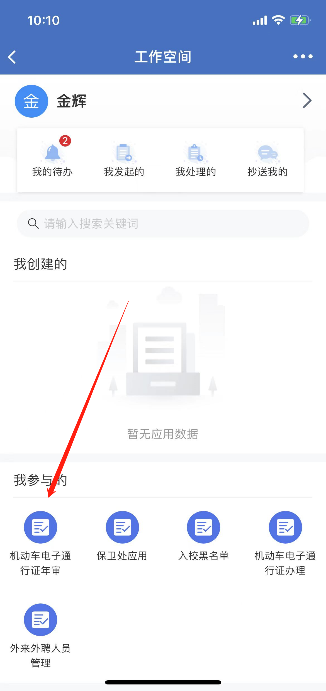 10:10
工作空间
金 金辉
2
我的待办 我发起的 我处理的 抄送我的
请输入搜索关键词
我创建的
暂无应用数据
我参与的
机动车电子通 保卫处应用 入校黑名单 机动车电子通
行证年审 行证办理
外来外聘人员
管理